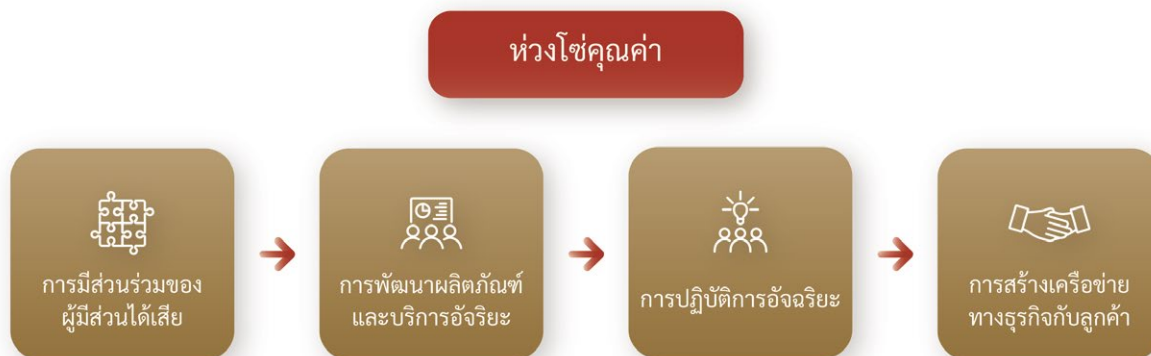 ห่วงโซ่คุณค่า
การมีส่วนร่วมของ
ผู้มีส่วนได้เสีย
การพัฒนาผลิตภัณฑ์
และบริการอัจริยะ
การปฏิบัติการอัจฉริยะ
การสร้างเครือข่าย
ทางธุรกิจกับลูกค้า